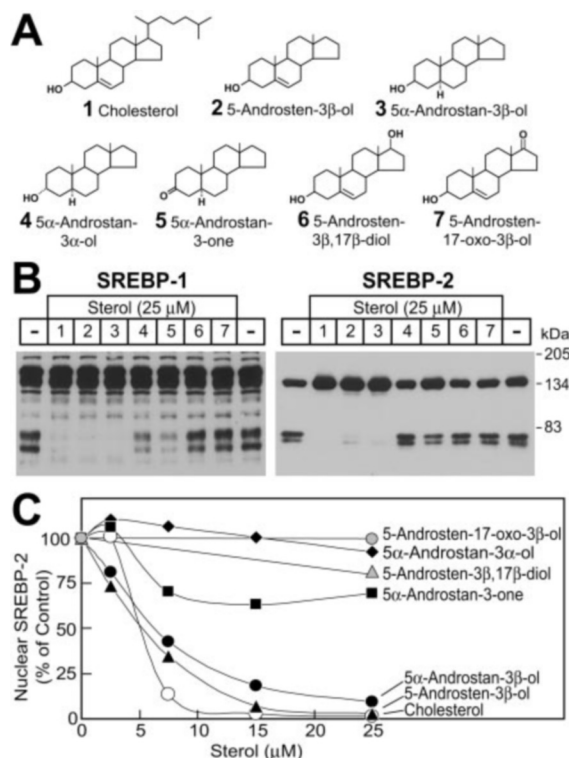 A
HO
1 Cholesterol
HO
2 5-Androsten-3β-ol
HO
H
3 5α-Androstan-3β-ol
HO
H
4 5α-Androstan-
3α-ol
O
H
5 5α-Androstan-
3-one
OH
HO
6 5-Androsten-
3β,17β-diol
O
HO
7 5-Androsten-
17-oxo-3β-ol
B
SREBP-1
Sterol (25 μM)
– 1 2 3 4 5 6 7 –
SREBP-2
Sterol (25 μM)
– 1 2 3 4 5 6 7 –
kDa
205
134
83
C
Nuclear SREBP-2
(% of Control)
100
75
50
25
0
0 5 10 15 20 25
Sterol (μM)
5-Androsten-17-oxo-3β-ol
5α-Androstan-3α-ol
5-Androsten-3β,17β-diol
5α-Androstan-3-one
5α-Androstan-3β-ol
5-Androsten-3β-ol
Cholesterol